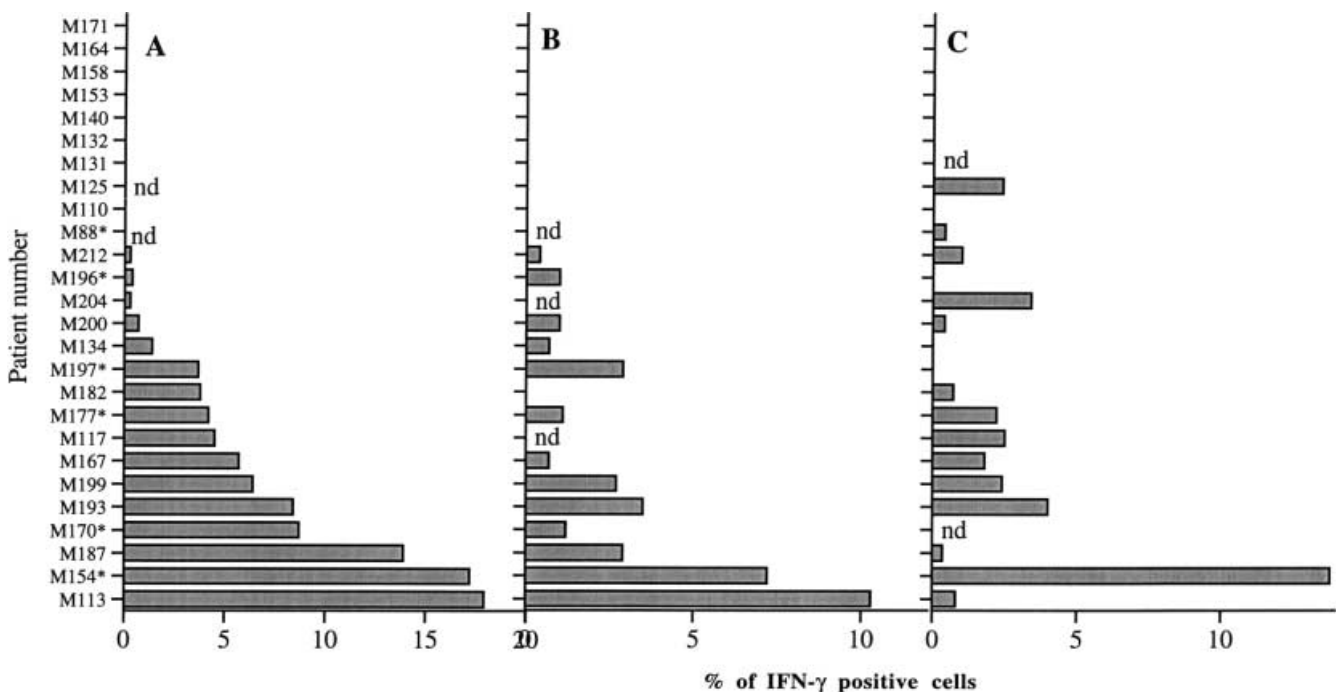 A
B
C
Patient number
M171
M164
M158
M153
M140
M132
M131 nd
M125 nd
M110
M88* nd nd
M212
M196*
M204 nd
M200
M134
M197*
M182
M177*
M117 nd
M167
M199
M193
M170* nd
M187
M154*
M113
0 5 10 15 20
0 5 10
0 5 10
% of IFN-γ positive cells